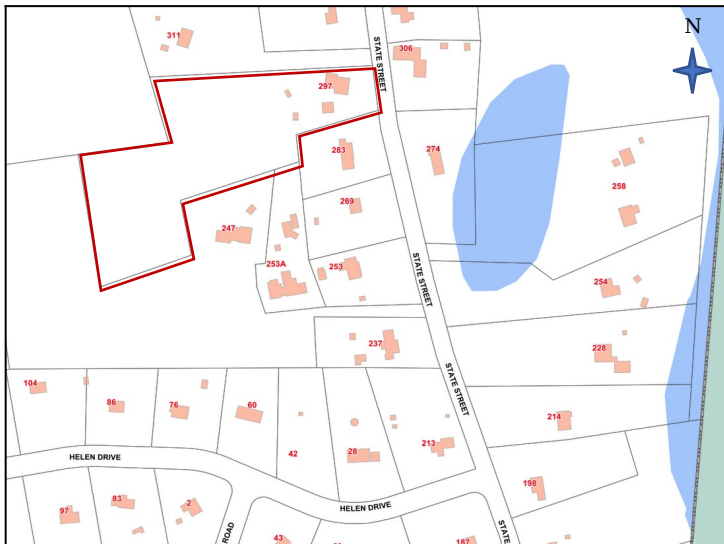 N
311
STATE STREET
306
297
283
274
258
269
247
253A
253
STATE STREET
254
237
228
104
86
76
60
STATE STREET
42
28
213
214
HELEN DRIVE
198
97
83
2
ROAD
HELEN DRIVE
43
187
STATE